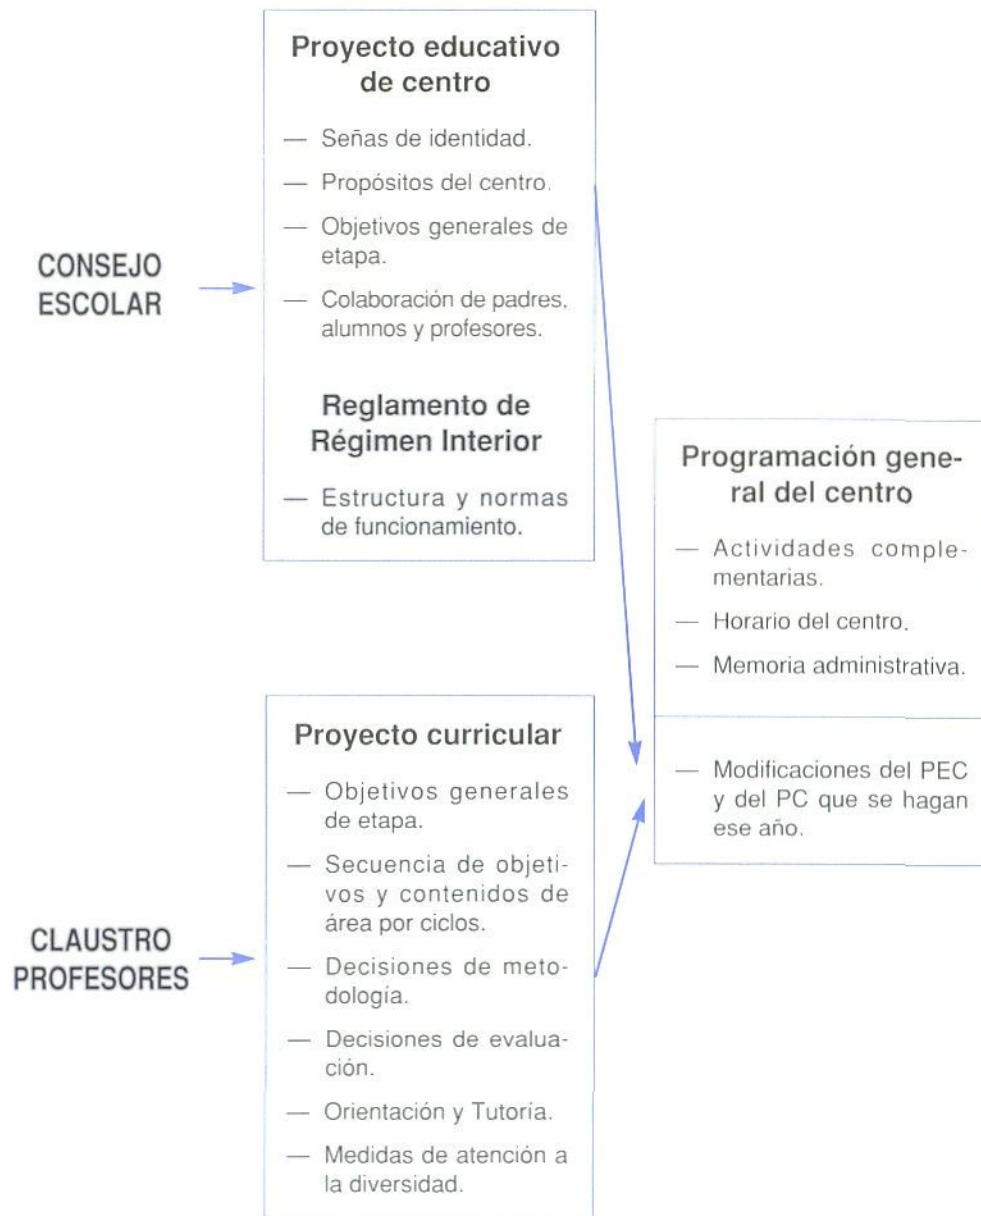 Proyecto educativo
de centro
— Señas de identidad.
— Propósitos del centro.
— Objetivos generales de
etapa.
— Colaboración de padres,
alumnos y profesores.
Reglamento de
Régimen Interior
— Estructura y normas
de funcionamiento.
CONSEJO
ESCOLAR
Programación gene-
ral del centro
— Actividades comple-
mentarias.
— Horario del centro.
— Memoria administrativa.
— Modificaciones del PEC
y del PC que se hagan
ese año.
Proyecto curricular
— Objetivos generales
de etapa.
— Secuencia de objeti-
vos y contenidos de
área por ciclos.
— Decisiones de meto-
dología.
— Decisiones de evalua-
ción.
— Orientación y Tutoría.
— Medidas de atención a
la diversidad.
CLAUSTRO
PROFESORES